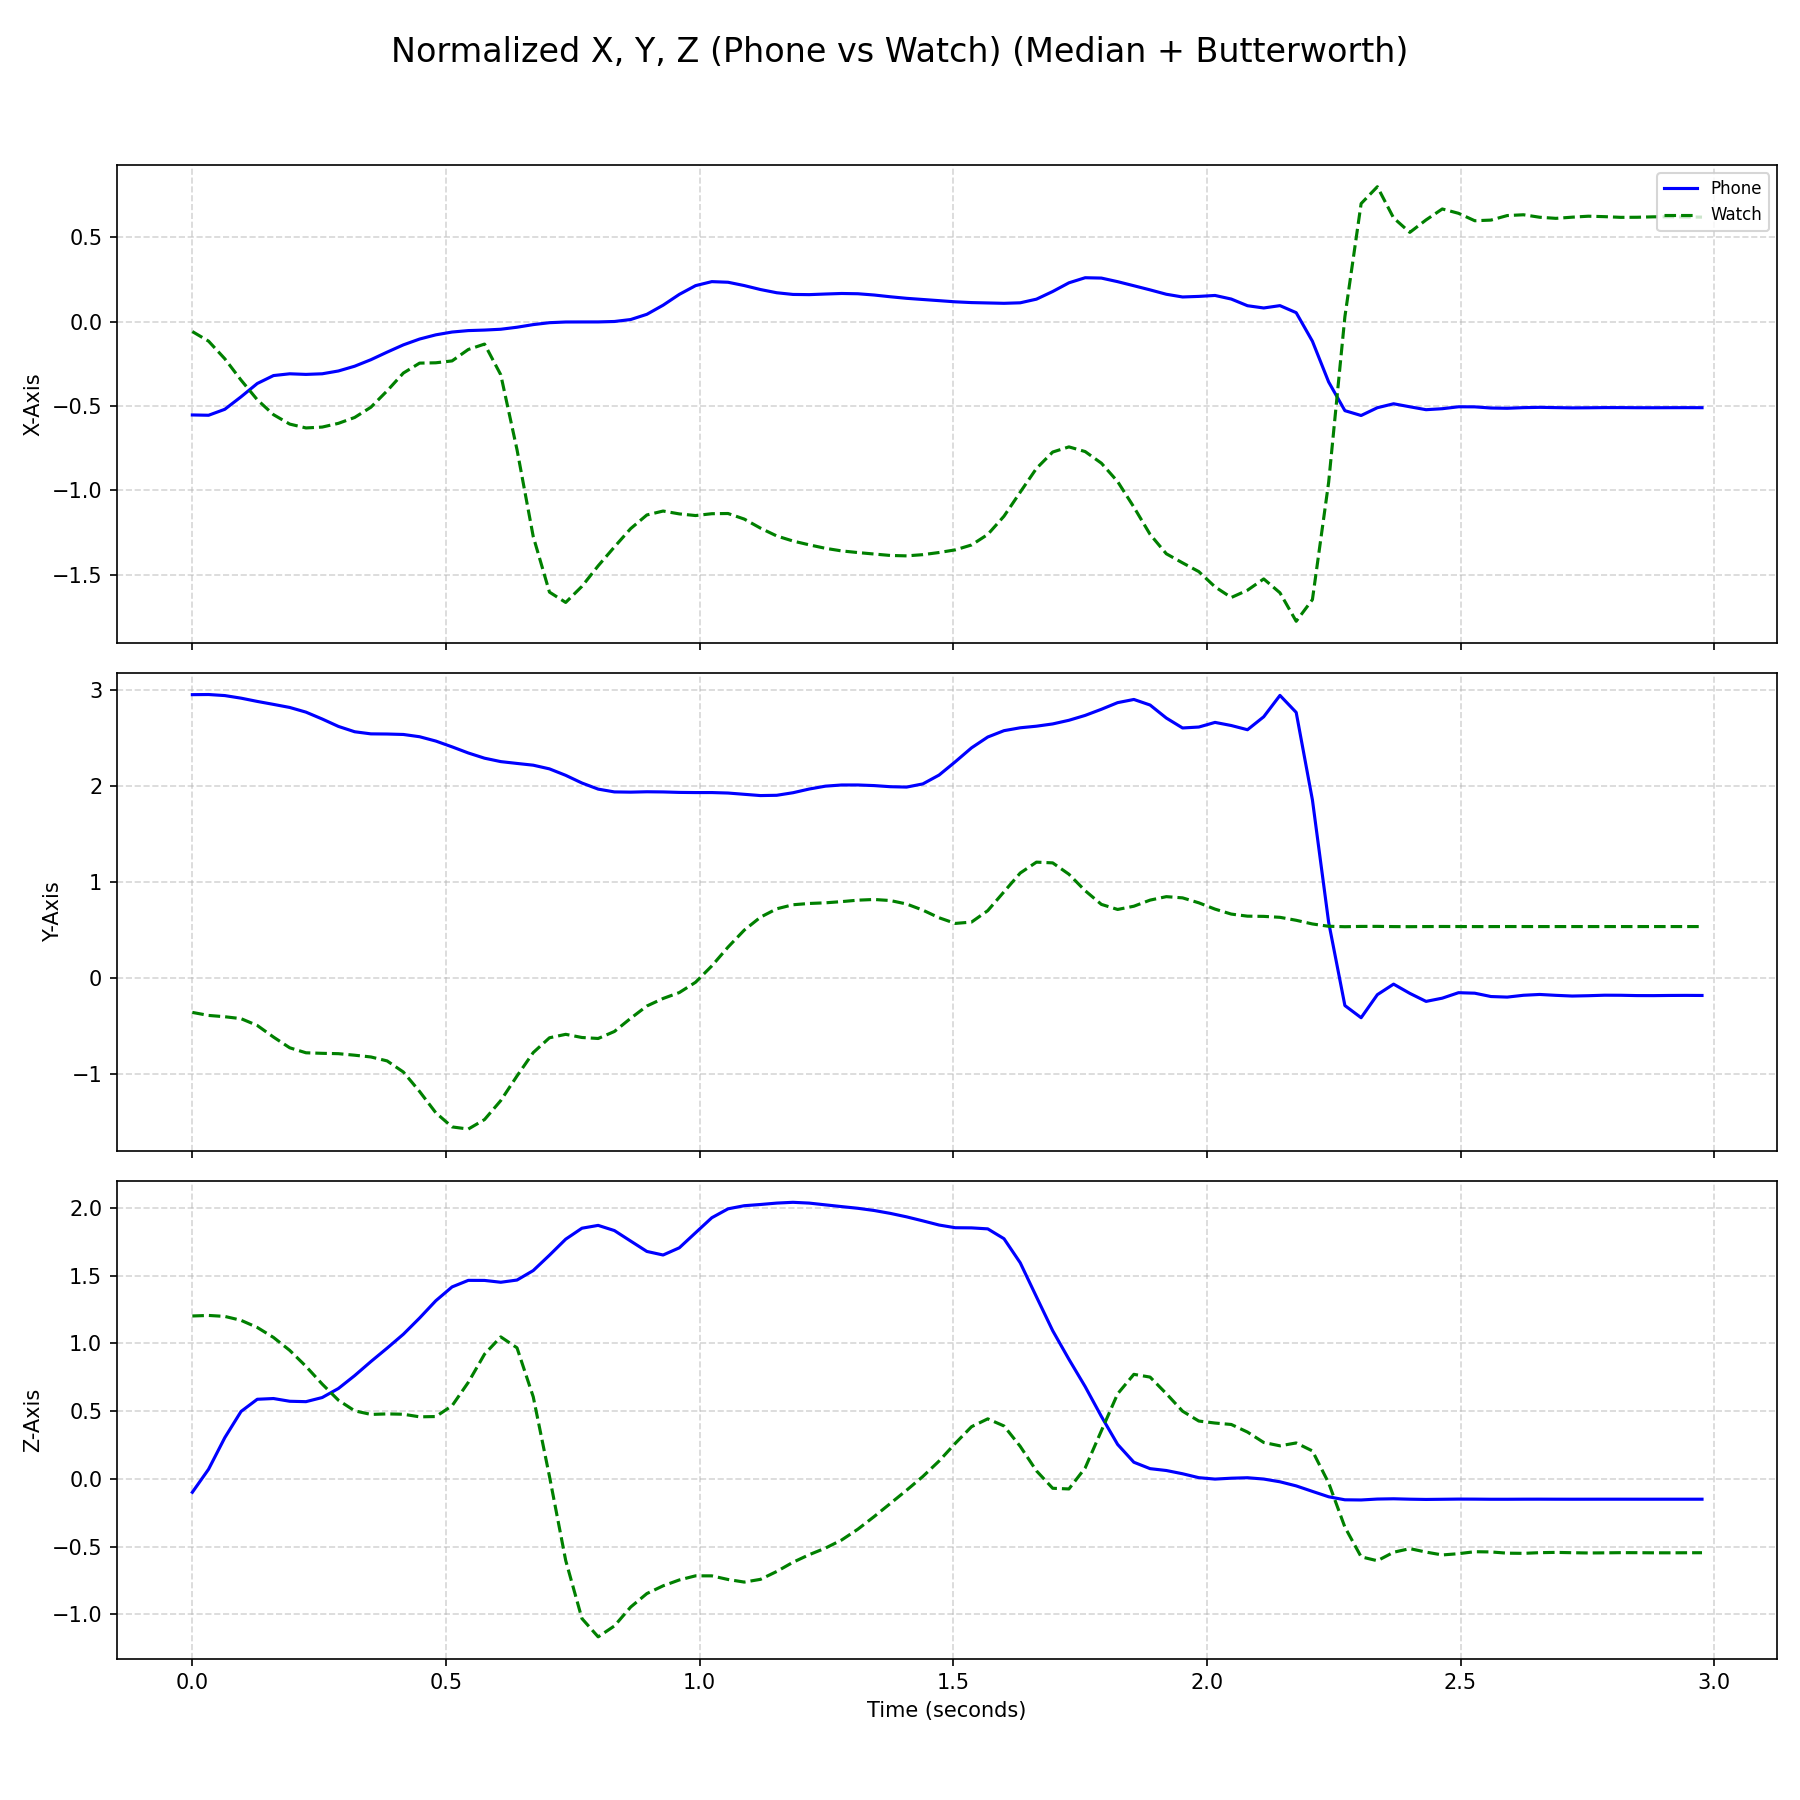 Normalized X, Y, Z (Phone vs Watch) (Median + Butterworth)
Phone
Watch
X-Axis
0.5
0.0
−0.5
−1.0
−1.5
Y-Axis
3
2
1
0
−1
Z-Axis
2.0
1.5
1.0
0.5
0.0
−0.5
−1.0
0.0 0.5 1.0 1.5 2.0 2.5 3.0
Time (seconds)